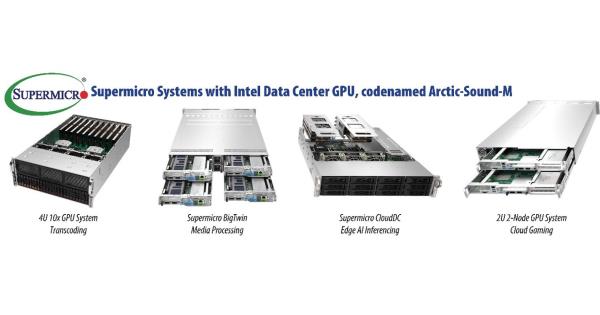 SUPERMICRO
Supermicro Systems with Intel Data Center GPU, codenamed Arctic-Sound-M
4U 10x GPU System
Transcoding
Supermicro BigTwin
Media Processing
Supermicro CloudDC
Edge AI Inferencing
2U 2-Node GPU System
Cloud Gaming